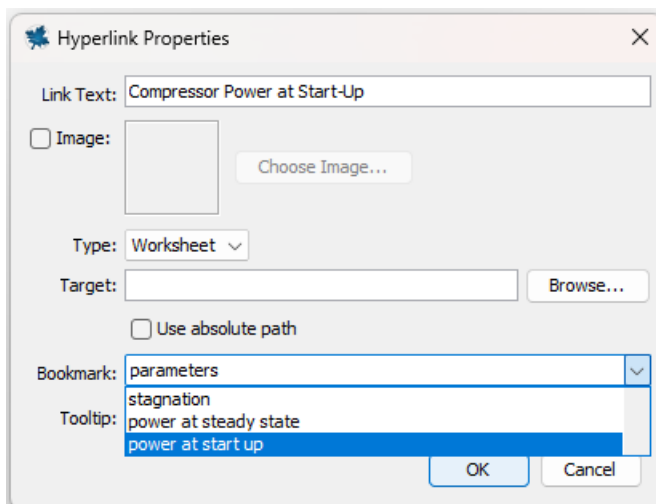 Hyperlink Properties
Link Text: Compressor Power at Start-Up
Image:
Choose Image...
Type: Worksheet
Target:
Browse...
Use absolute path
Bookmark: parameters
stagnation
Tooltip: power at steady state
power at start up
OK Cancel